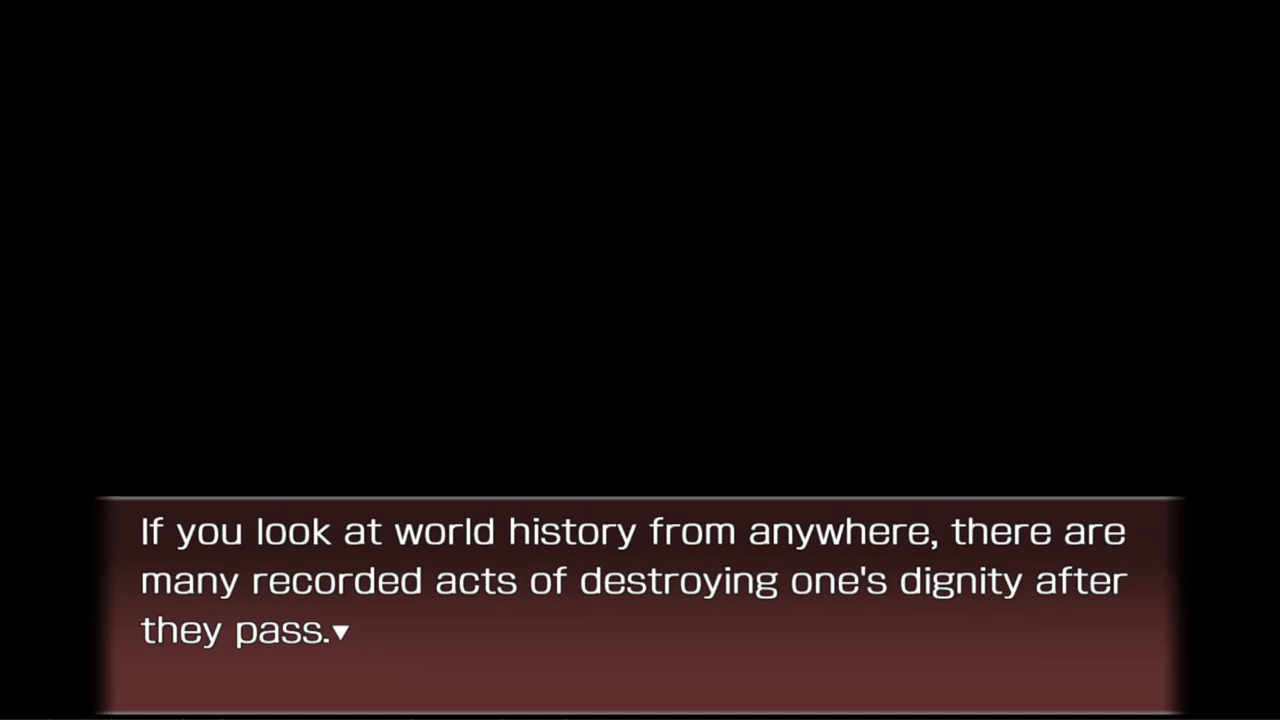 If you look at world history from anywhere, there are
many recorded acts of destroying one's dignity after
they pass.▼